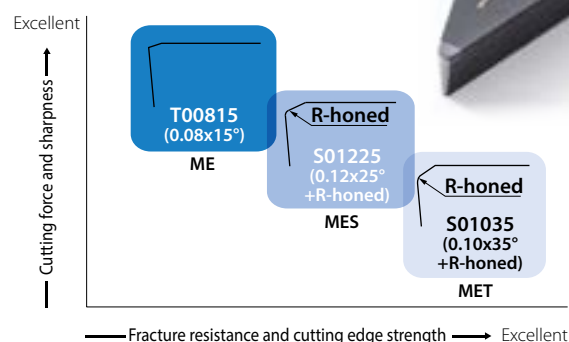 Excellent
Cutting force and sharpness
T00815
(0.08x15°)
ME
R-honed
S01225
(0.12x25°
+R-honed)
MES
R-honed
S01035
(0.10x35°
+R-honed)
MET
Fracture resistance and cutting edge strength
Excellent